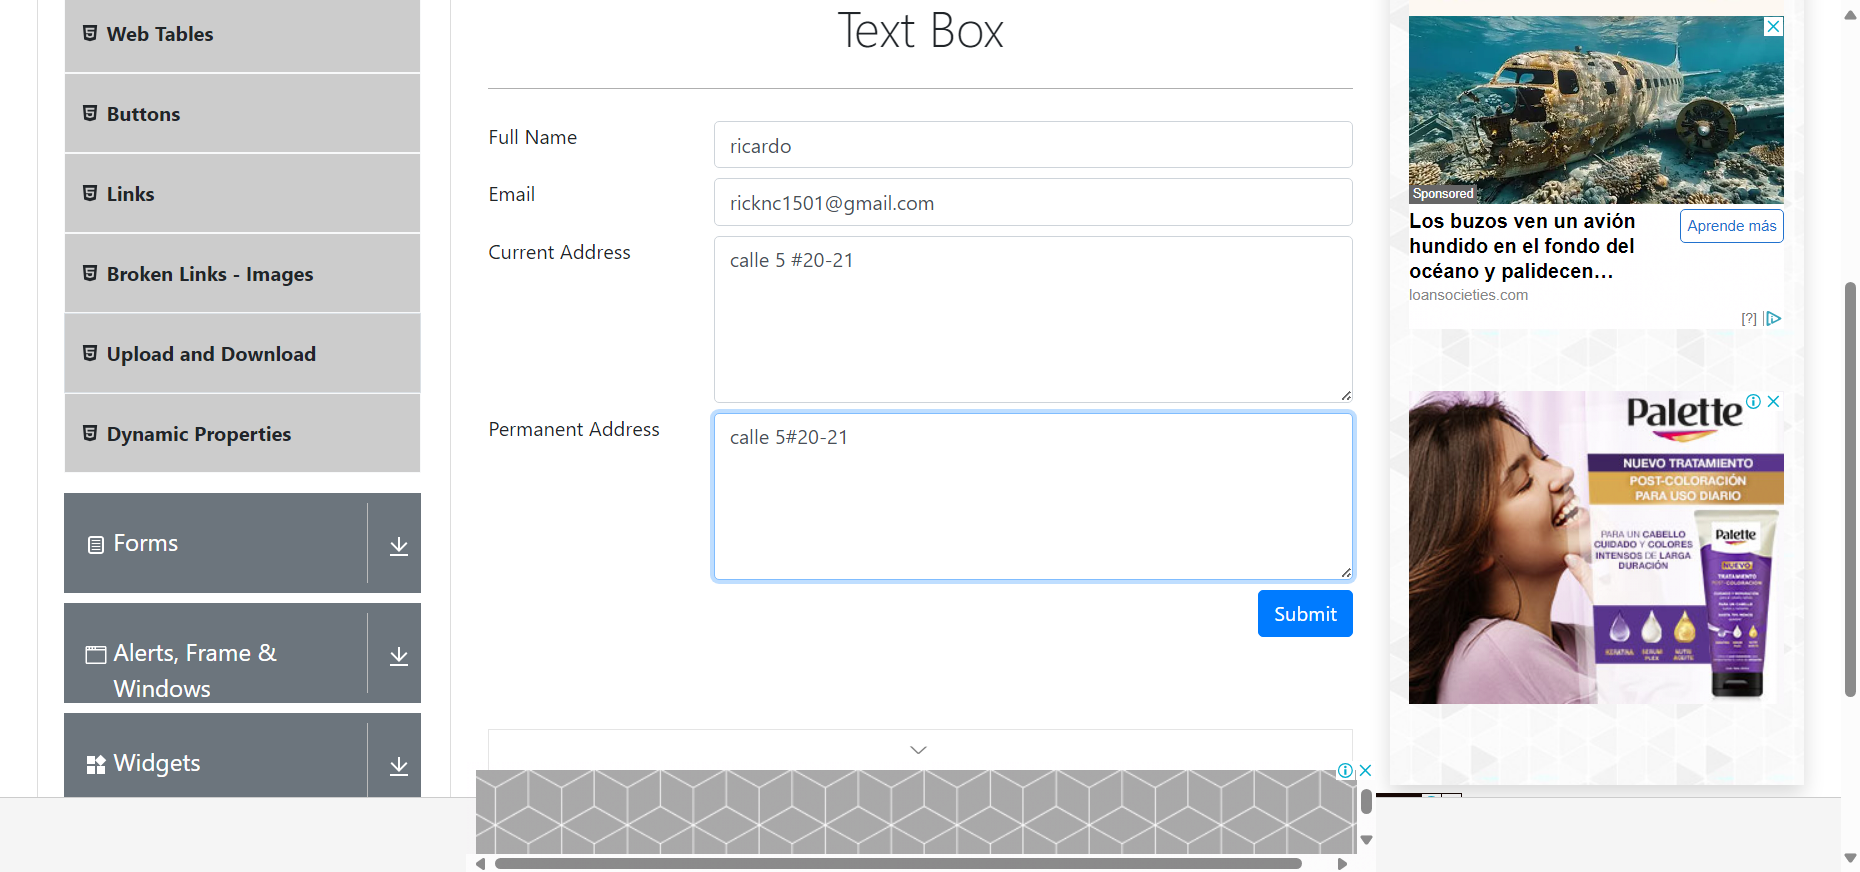 Web Tables
Buttons
Links
Broken Links - Images
Upload and Download
Dynamic Properties
Forms
Alerts, Frame &
Windows
Widgets
Text Box
Full Name
ricardo
Email
ricknc1501@gmail.com
Current Address
calle 5 #20-21
Permanent Address
calle 5#20-21
Submit
Sponsored
Los buzos ven un avión
hundido en el fondo del
océano y palidecen...
Aprende más
loansocieties.com
[?]
Palette
NUEVO TRATAMIENTO
POST-COLORACIÓN
PARA USO DIARIO
PARA UN CABELLO
CUIDADO Y COLORES
INTENSOS DE LARGA
DURACIÓN
Palette
NUEVO
TRATAMIENTO
POST-COLORACION
KERATINA
SERUM
PLEX
NUTRI
ACEITE